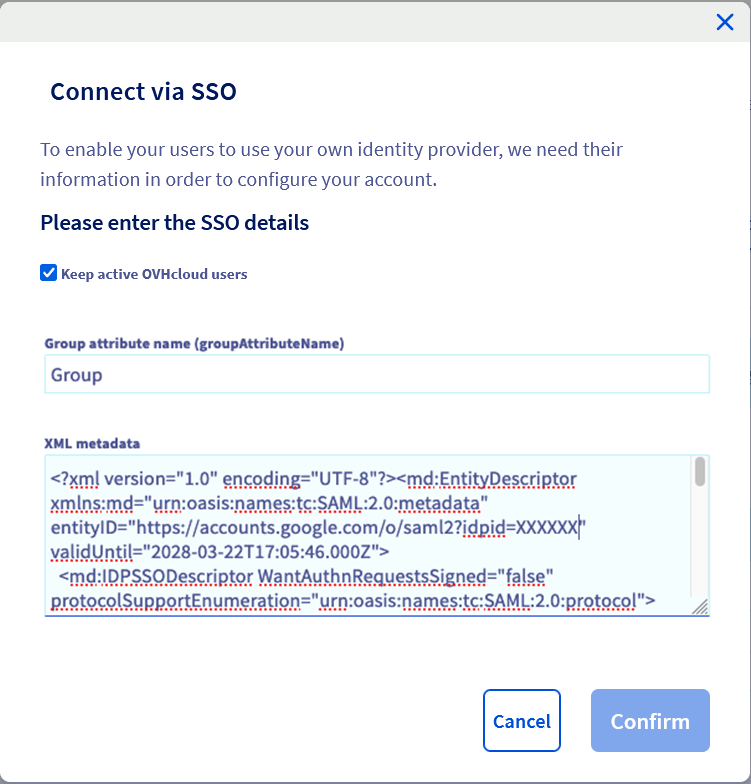 Connect via SSO
To enable your users to use your own identity provider, we need their
information in order to configure your account.
Please enter the SSO details
Keep active OVHcloud users
Group attribute name (groupAttributeName)
Group
XML metadata
<?xml version="1.0" encoding="UTF-8"?><md:EntityDescriptor
xmlns:md="urn:oasis:names:tc:SAML:2.0:metadata"
entityID="https://accounts.google.com/o/saml2?idpid=XXXXXX"
validUntil="2028-03-22T17:05:46.000Z">
<md:IDPSSODescriptor WantAuthnRequestsSigned="false"
protocolSupportEnumeration="urn:oasis:names:tc:SAML:2.0:protocol">
Cancel
Confirm